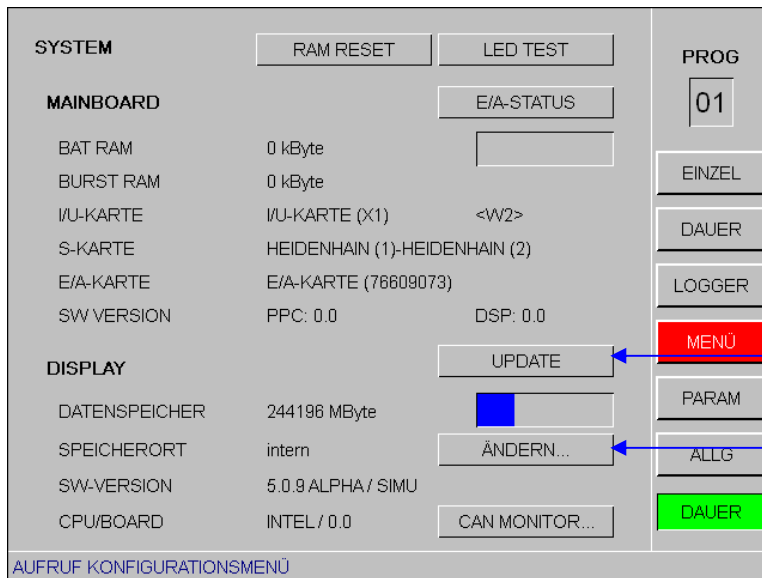 SYSTEM RAM RESET LED TEST
MAINBOARD E/A-STATUS
BAT RAM 0 kByte
BURST RAM 0 kByte
I/U-KARTE I/U-KARTE (X1) <W2>
S-KARTE HEIDENHAIN (1)-HEIDENHAIN (2)
E/A-KARTE E/A-KARTE (76609073)
SW VERSION PPC: 0.0 DSP: 0.0
DISPLAY UPDATE
DATENSPEICHER 244196 MByte
SPEICHERORT intern ÄNDERN...
SW-VERSION 5.0.9 ALPHA / SIMU
CPU/BOARD INTEL / 0.0 CAN MONITOR...
PROG
01
EINZEL
DAUER
LOGGER
MENÜ
PARAM
ALLG
DAUER
AUFRUF KONFIGURATIONSMENÜ